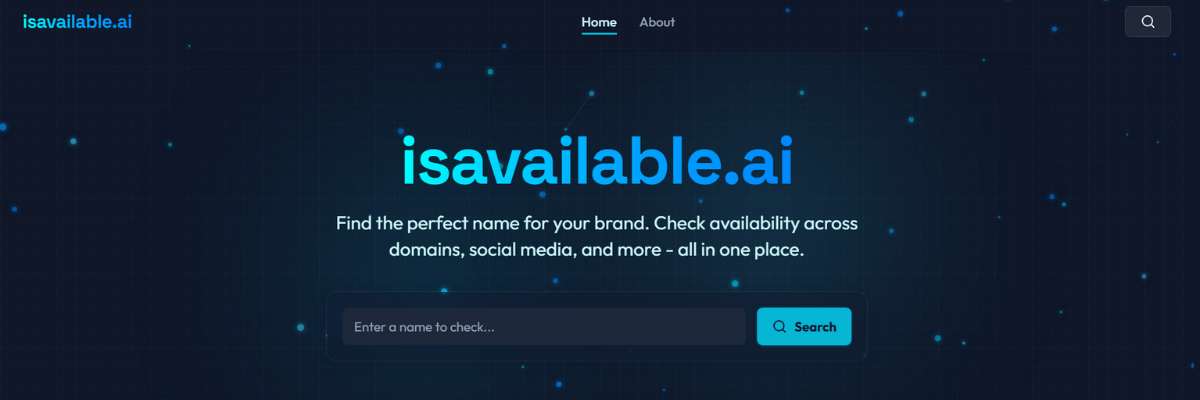 isavailable.ai
Home
About
isavailable.ai
Find the perfect name for your brand. Check availability across
domains, social media, and more - all in one place.
Enter a name to check...
Search